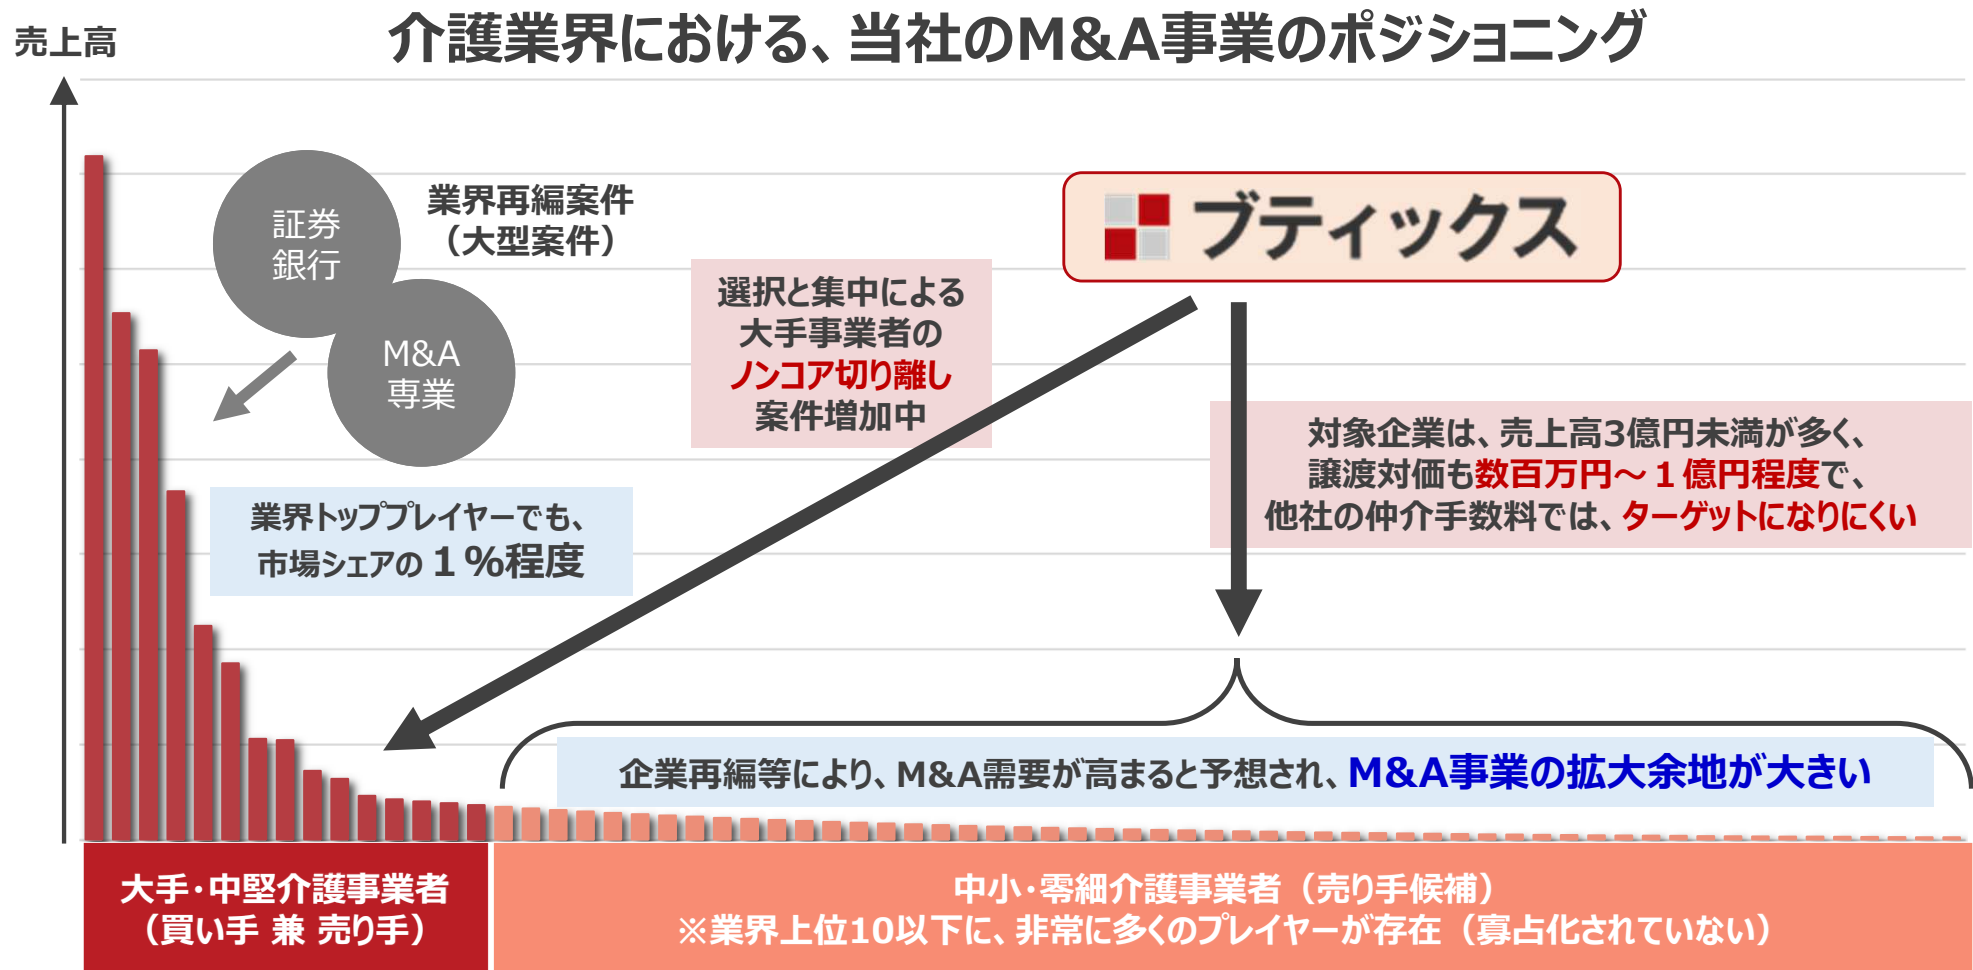 介護業界における、当社のM&A事業のポジショニング
売上高
証券
銀行
M&A
専業
業界再編案件
（大型案件）
ブティックス
選択と集中による
大手事業者の
ノンコア切り離し
案件増加中
対象企業は、売上高3億円未満が多く、
譲渡対価も数百万円～１億円程度で、
他社の仲介手数料では、ターゲットになりにくい
業界トッププレイヤーでも、
市場シェアの１%程度
企業再編等により、M&A需要が高まると予想され、M&A事業の拡大余地が大きい
大手・中堅介護事業者
（買い手 兼 売り手）
中小・零細介護事業者（売り手候補）
※業界上位10以下に、非常に多くのプレイヤーが存在（寡占化されていない）